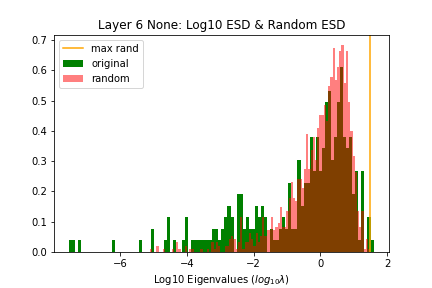 Layer 6 None: Log10 ESD & Random ESD
max rand
original
random
0.7
0.6
0.5
0.4
0.3
0.2
0.1
0.0
−6 −4 −2 0 2
Log10 Eigenvalues (log₁₀λ)